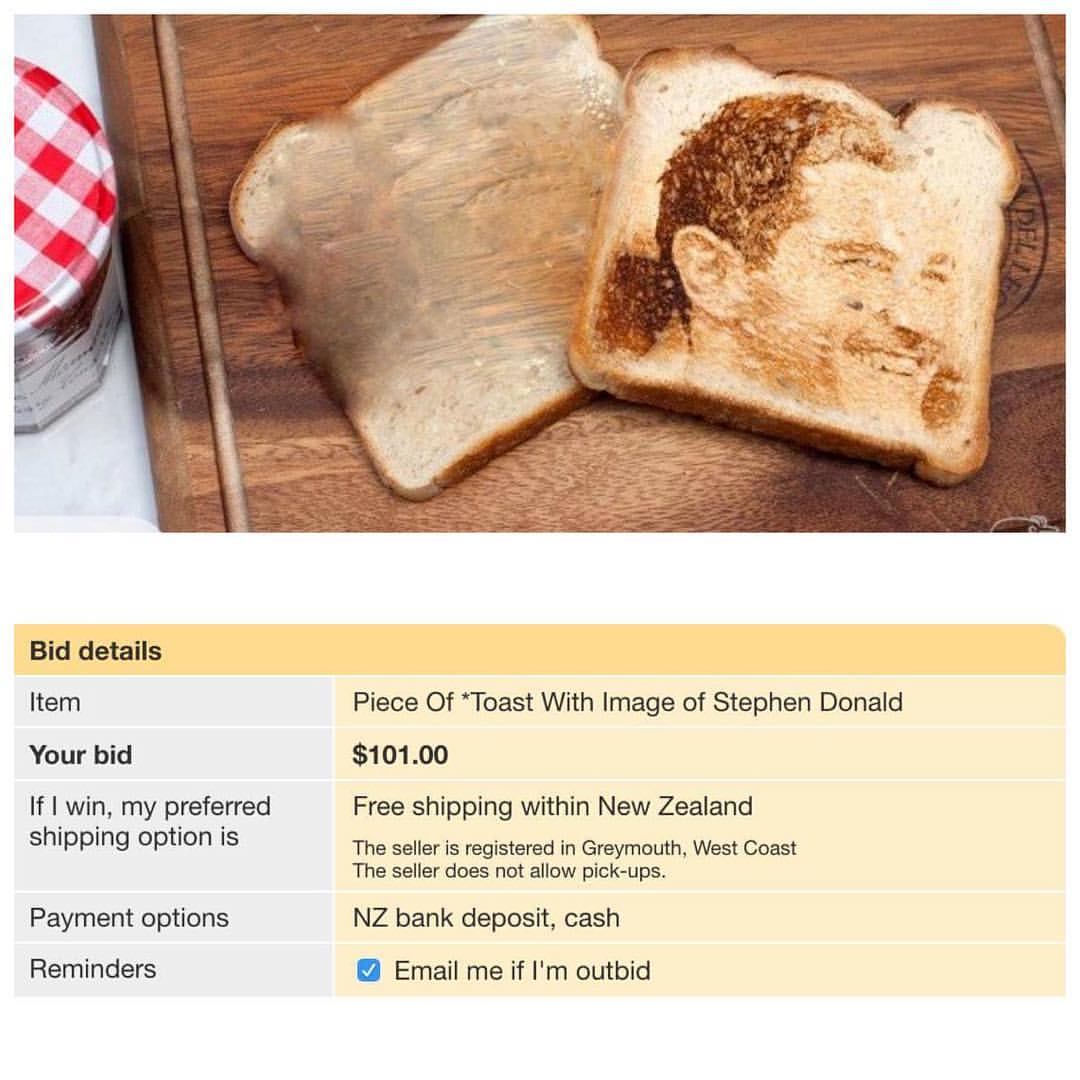 Bid details
Item
Piece Of *Toast With Image of Stephen Donald
Your bid
$101.00
If I win, my preferred
shipping option is
Free shipping within New Zealand
The seller is registered in Greymouth, West Coast
The seller does not allow pick-ups.
Payment options
NZ bank deposit, cash
Reminders
Email me if I'm outbid